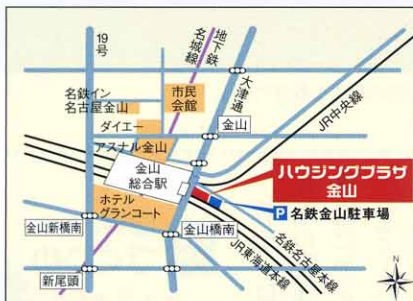 19号
地下鉄
名城線
大津通
市民
会館
名鉄イン
名古屋金山
ダイエー
金山
JR中央線
アスナル金山
金山
総合駅
ハウジングプラザ
金山
ホテル
グランコート
P 名鉄金山駐車場
金山新橋南
金山橋南
名鉄名古屋本線
JR東海道本線
新尾頭
N